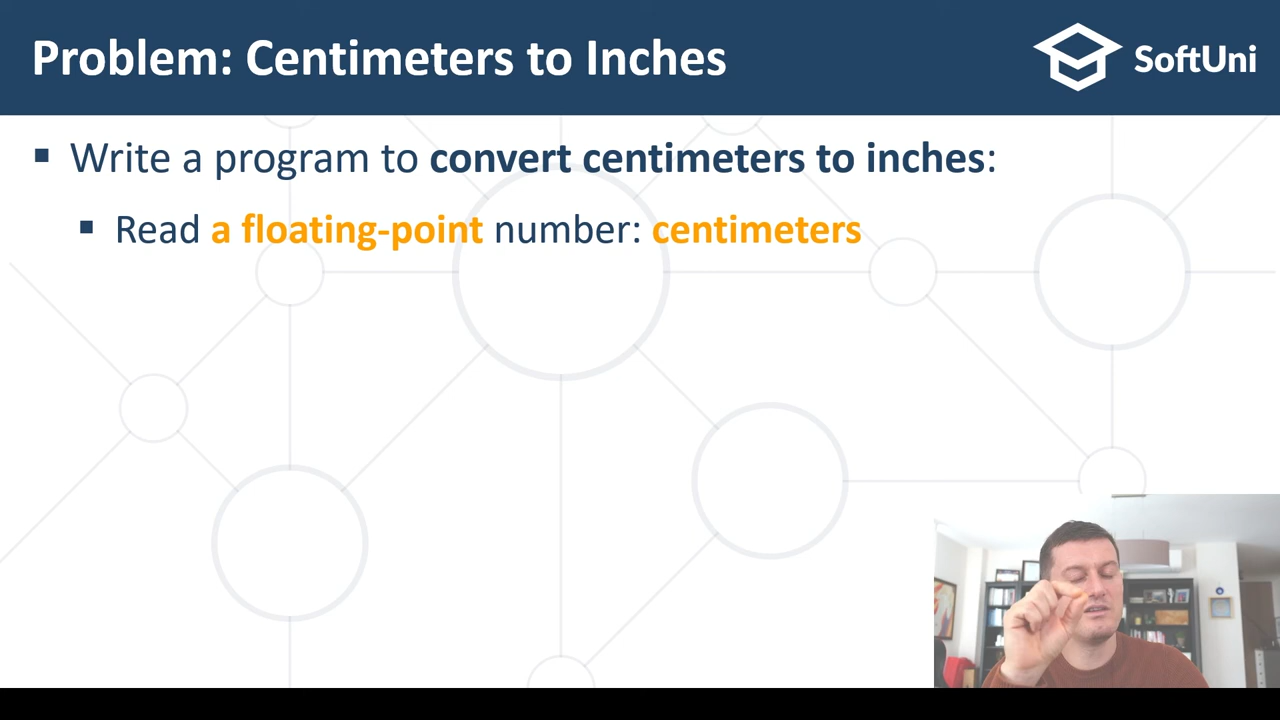 Problem: Centimeters to Inches
SoftUni
Write a program to convert centimeters to inches:
Read a floating-point number: centimeters